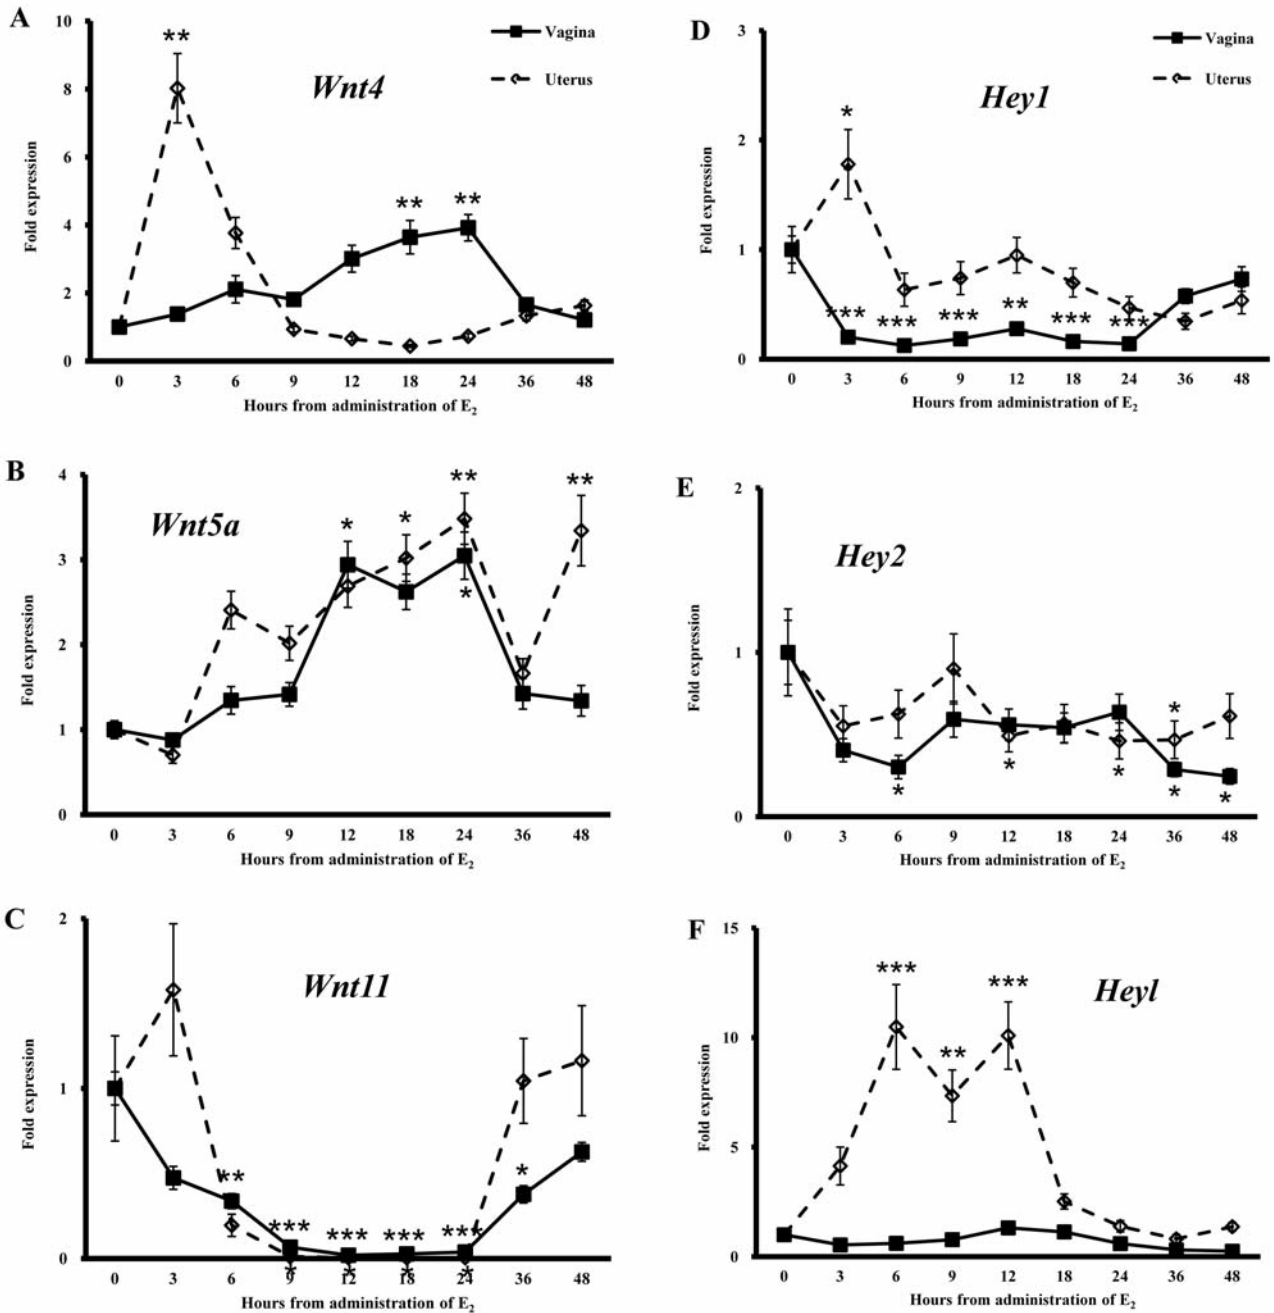 A
10
8
6
4
2
0
**
**
**
Wnt4
Vagina
Uterus
Fold expression
0 3 6 9 12 18 24 36 48
Hours from administration of E₂
D
3
2
1
0
*
***
***
***
**
***
***
Hey1
Vagina
Uterus
Fold expression
0 3 6 9 12 18 24 36 48
Hours from administration of E₂
B
4
3
2
1
0
*
*
**
*
**
Wnt5a
Fold expression
0 3 6 9 12 18 24 36 48
Hours from administration of E₂
E
2
1
0
*
*
*
*
*
*
Hey2
Fold expression
0 3 6 9 12 18 24 36 48
Hours from administration of E₂
C
2
1
0
**
***
***
***
***
*
*
*
*
*
Wnt11
Fold expression
0 3 6 9 12 18 24 36 48
Hours from administration of E₂
F
15
10
5
0
***
**
***
Heyl
Fold expression
0 3 6 9 12 18 24 36 48
Hours from administration of E₂